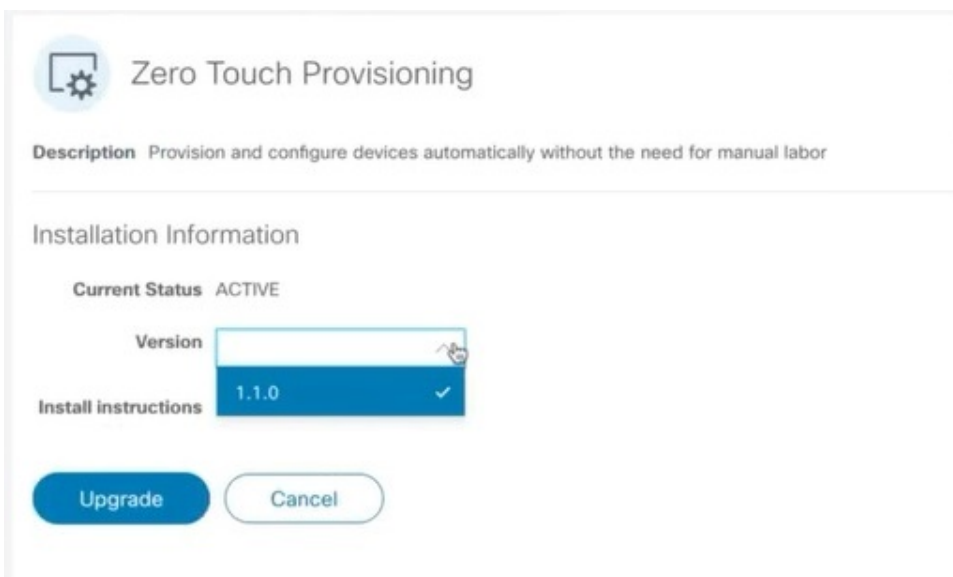 Zero Touch Provisioning
Description Provision and configure devices automatically without the need for manual labor
Installation Information
Current Status ACTIVE
Version
1.1.0
Install instructions
Upgrade Cancel